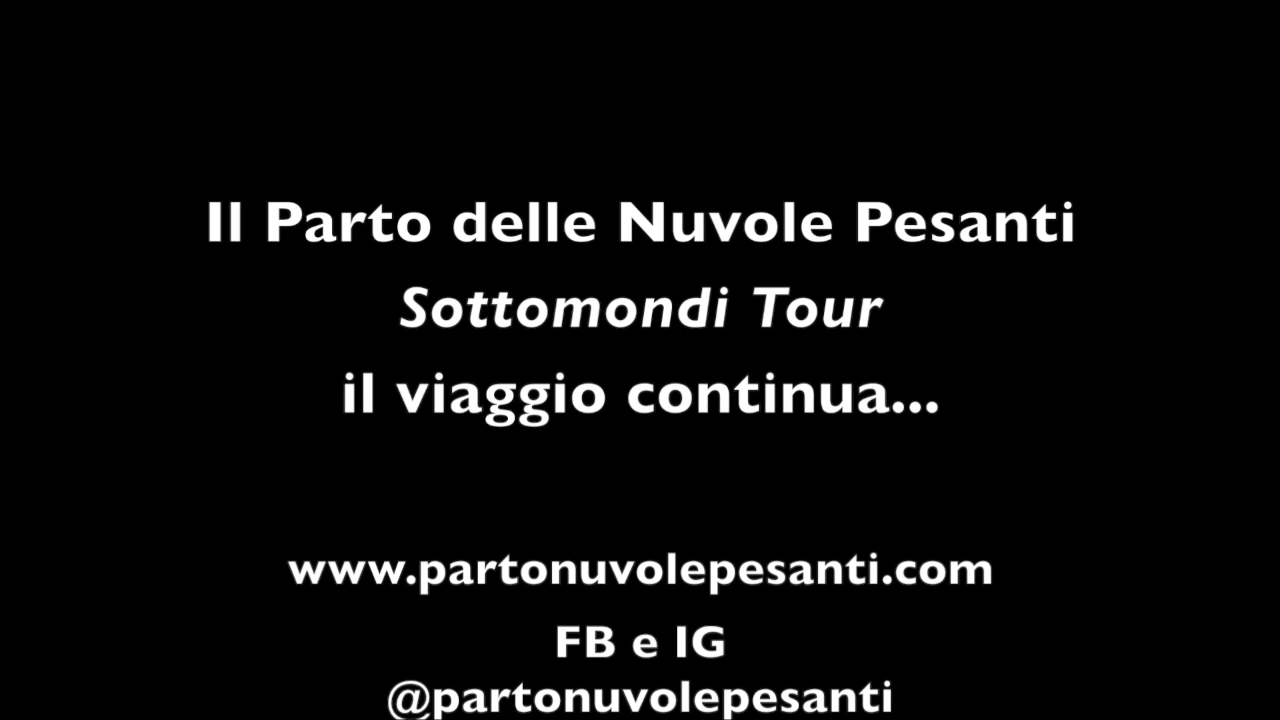 Il Parto delle Nuvole Pesanti
Sottomondi Tour
il viaggio continua...
www.partonuvolepesanti.com
FB e IG
@partonuvolepesanti